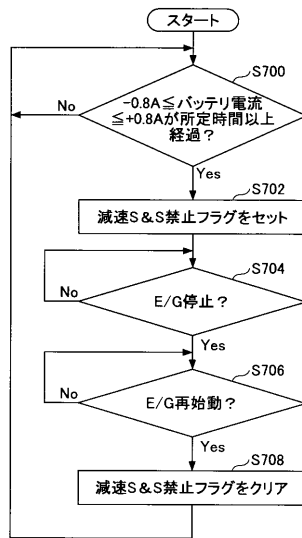 スタート
S700
-0.8A≦バッテリ電流
≦+0.8Aが所定時間以上
経過？
No
Yes
S702
減速S＆S禁止フラグをセット
S704
E/G停止？
No
Yes
S706
E/G再始動？
No
Yes
S708
減速S＆S禁止フラグをクリア